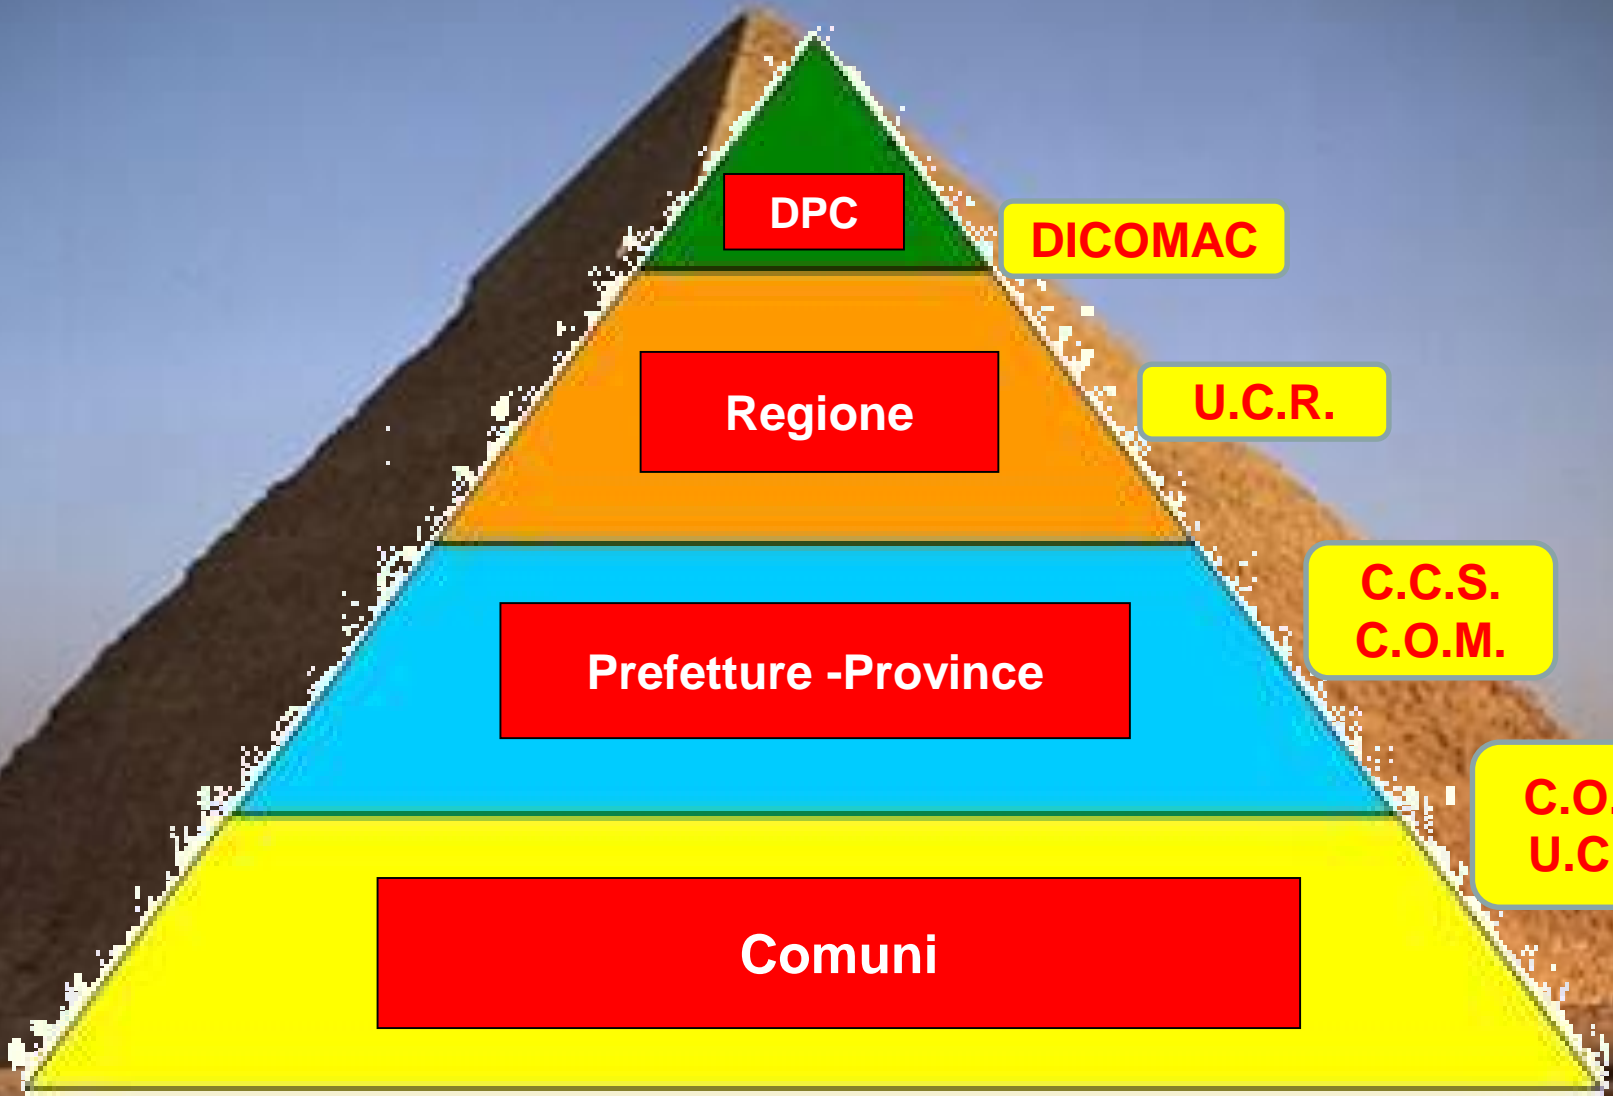 DPC
DICOMAC
Regione
U.C.R.
C.C.S.
C.O.M.
Prefetture -Province
C.O.
U.C
Comuni